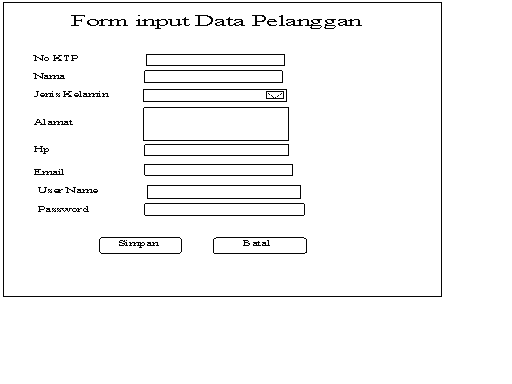 Form input Data Pelanggan
No KTP
Nama
Jenis Kelamin
Alamat
Hp
Email
User Name
Password
Simpan Batal